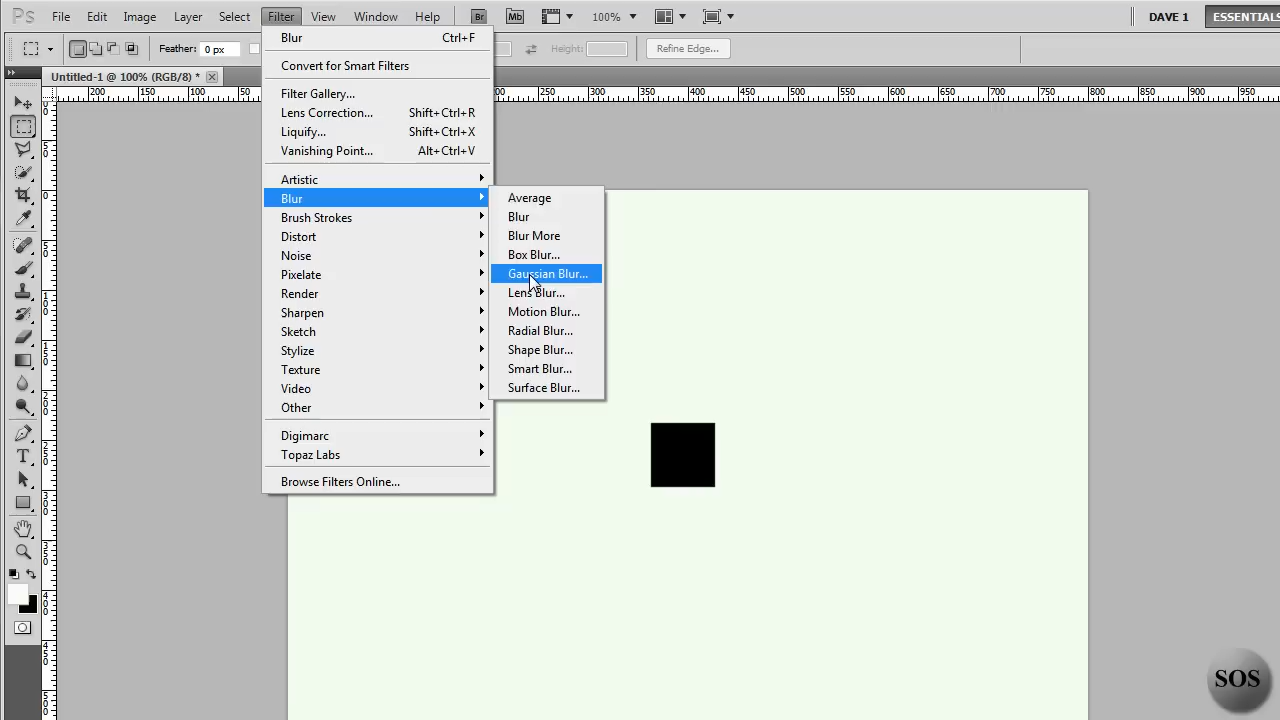 Ps File Edit Image Layer Select Filter View Window Help Br Mb 100% DAVE 1 ESSENTIALS
Feather: 0 px Height: Refine Edge...
Untitled-1 @ 100% (RGB/8) *
200 150 100 50 200 250 300 350 400 450 500 550 600 650 700 750 800 850 900 950
Blur Ctrl+F
Convert for Smart Filters
Filter Gallery...
Lens Correction... Shift+Ctrl+R
Liquify... Shift+Ctrl+X
Vanishing Point... Alt+Ctrl+V
Artistic
Blur
Brush Strokes
Distort
Noise
Pixelate
Render
Sharpen
Sketch
Stylize
Texture
Video
Other
Digimarc
Topaz Labs
Browse Filters Online...
Average
Blur
Blur More
Box Blur...
Gaussian Blur...
Lens Blur...
Motion Blur...
Radial Blur...
Shape Blur...
Smart Blur...
Surface Blur...
SOS